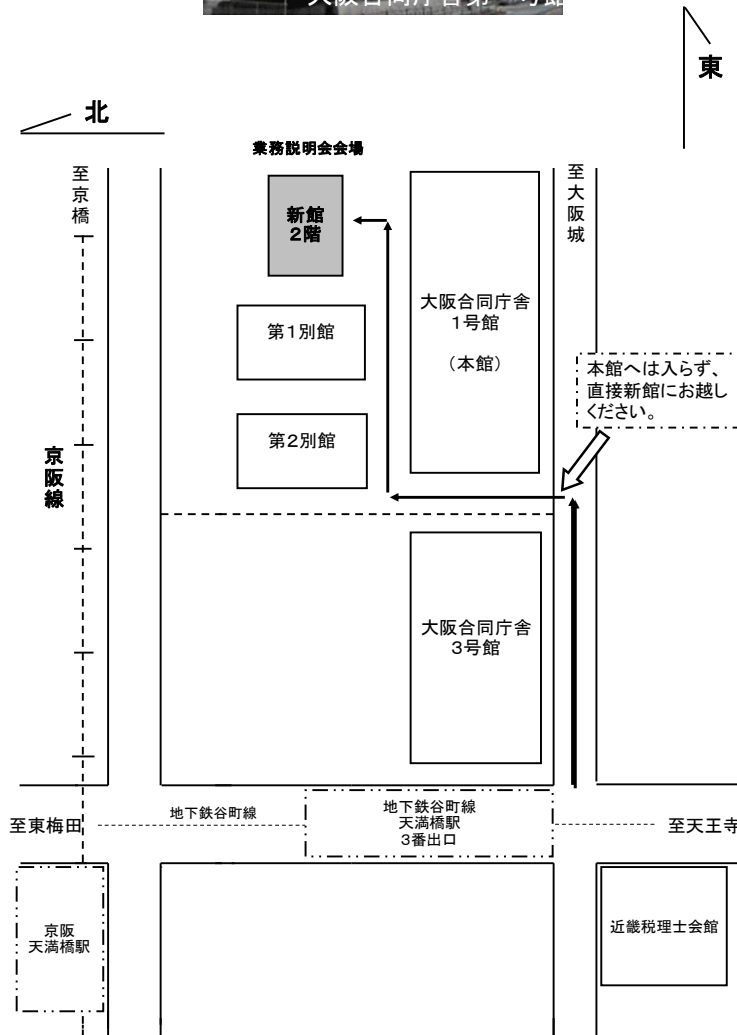 東
北
業務説明会会場
至京橋
至大阪城
新館
2階
大阪合同庁舎
1号館
(本館)
第1別館
本館へは入らず、
直接新館にお越し
ください。
第2別館
京阪線
大阪合同庁舎
3号館
地下鉄谷町線
地下鉄谷町線
天満橋駅
3番出口
至東梅田
至天王寺
京阪
天満橋駅
近畿税理士会館